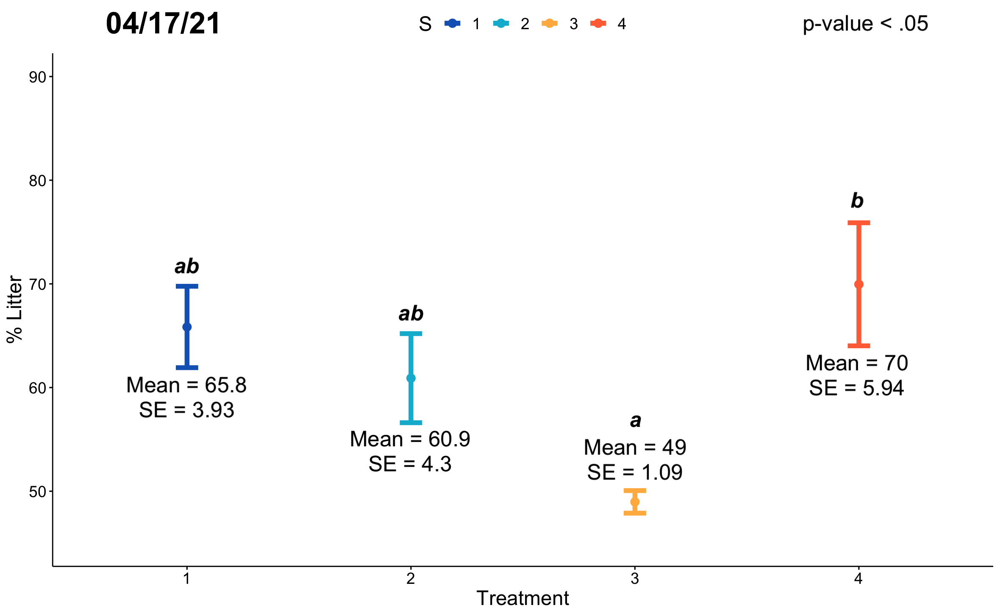 04/17/21
S 1 2 3 4
p-value < .05
% Litter
90
80
70
60
50
ab
Mean = 65.8
SE = 3.93
ab
Mean = 60.9
SE = 4.3
a
Mean = 49
SE = 1.09
b
Mean = 70
SE = 5.94
1 2 3 4
Treatment